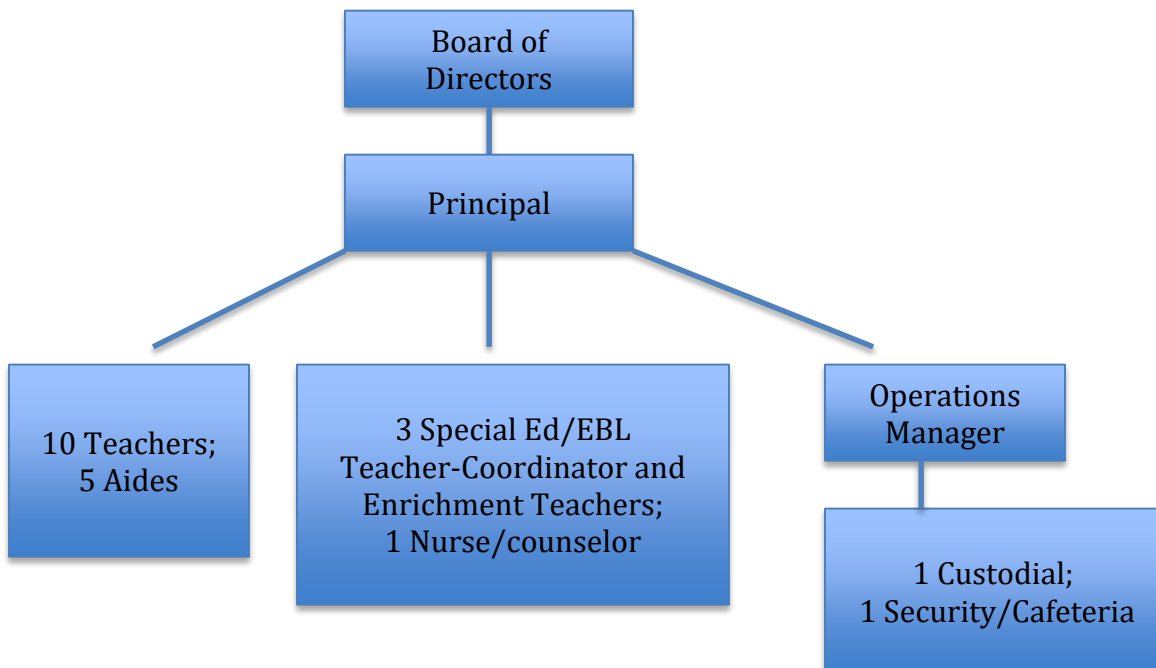 Board of
Directors
Principal
10 Teachers;
5 Aides
3 Special Ed/EBL
Teacher-Coordinator and
Enrichment Teachers;
1 Nurse/counselor
Operations
Manager
1 Custodial;
1 Security/Cafeteria